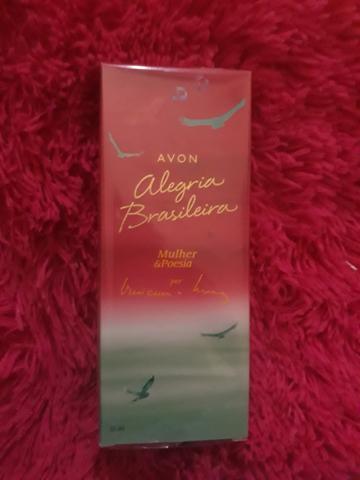 AVON
Alegria
Brasileira
Mulher
&Poesia
por